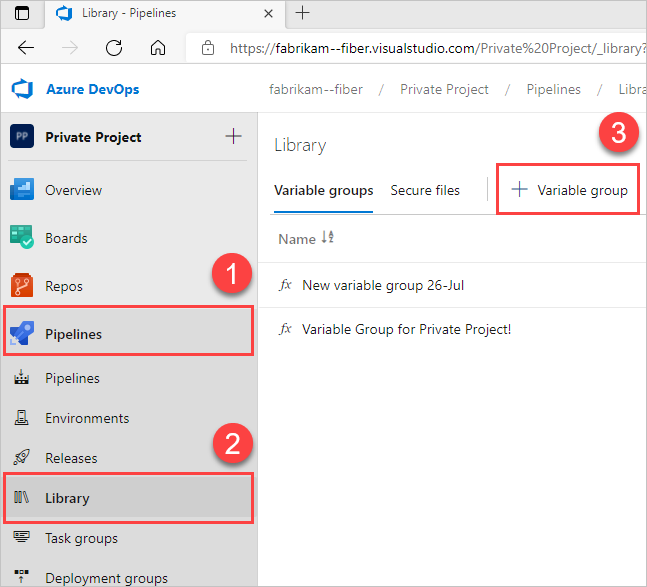 Library - Pipelines
https://fabrikam--fiber.visualstudio.com/Private%20Project/_library?
Azure DevOps
fabrikam--fiber / Private Project / Pipelines / Libra
PP Private Project
Library
3
Variable groups Secure files Variable group
Overview
Name
Boards
1
Repos
fx New variable group 26-Jul
Pipelines
fx Variable Group for Private Project!
Pipelines
Environments
2
Releases
Library
Task groups
Deployment groups